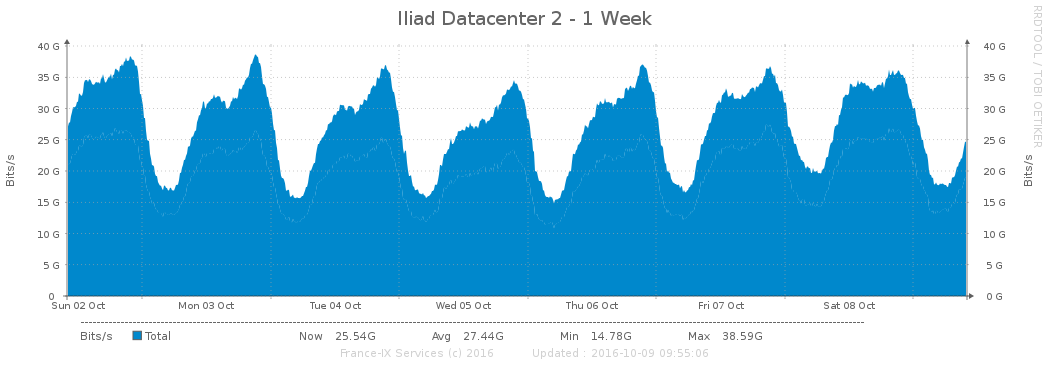 Iliad Datacenter 2 - 1 Week
RRDTOOL / TOBI OETIKER
40 G 40 G
35 G 35 G
30 G 30 G
25 G 25 G
20 G 20 G
15 G 15 G
10 G 10 G
5 G 5 G
0 0 G
Bits/s
Bits/s
Sun 02 Oct Mon 03 Oct Tue 04 Oct Wed 05 Oct Thu 06 Oct Fri 07 Oct Sat 08 Oct
Bits/s Total Now 25.54G Avg 27.44G Min 14.78G Max 38.59G
France-IX Services (c) 2016 Updated : 2016-10-09 09:55:06